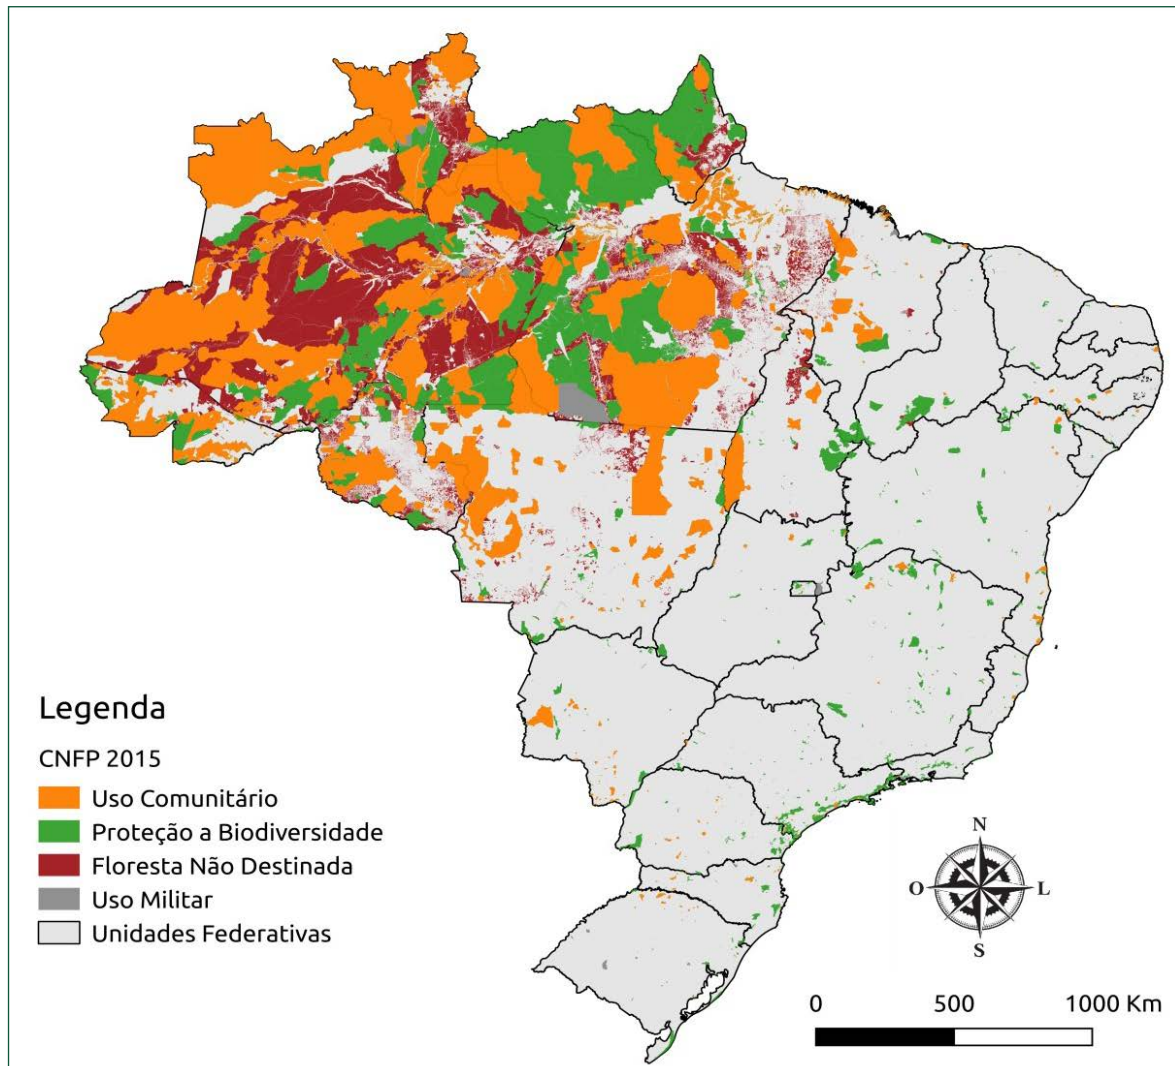 Legenda
CNFP 2015
Uso Comunitário
Proteção a Biodiversidade
Floresta Não Destinada
Uso Militar
Unidades Federativas
N
O L
S
0 500 1000 Km